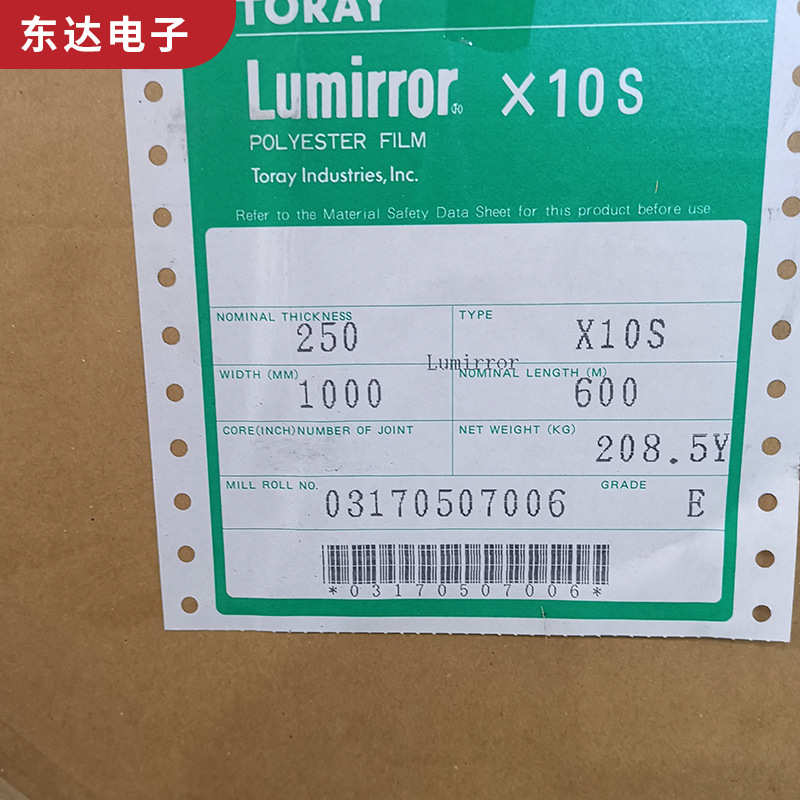 东达电子
TORAY
Lumirror® X10S
POLYESTER FILM
Toray Industries, Inc.
Refer to the Material Safety Data Sheet for this product before use
NOMINAL THICKNESS
250
TYPE
X10S
Lumirror
WIDTH (MM)
1000
NOMINAL LENGTH (M)
600
CORE(INCH)NUMBER OF JOINT
NET WEIGHT (KG)
208.5Y
MILL ROLL NO.
03170507006
GRADE
E
*03170507006*